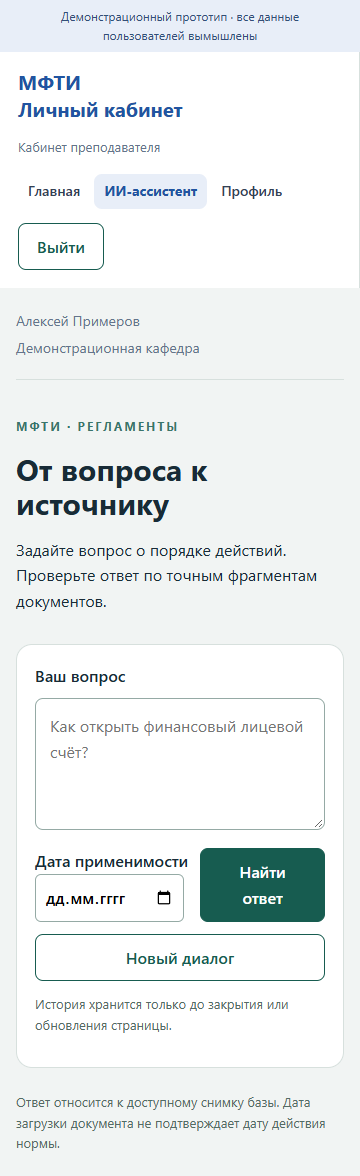 Демонстрационный прототип · все данные
пользователей вымышлены
МФТИ
Личный кабинет
Кабинет преподавателя
Главная ИИ-ассистент Профиль
Выйти
Алексей Примеров
Демонстрационная кафедра
МФТИ · РЕГЛАМЕНТЫ
От вопроса к
источнику
Задайте вопрос о порядке действий.
Проверьте ответ по точным фрагментам
документов.
Ваш вопрос
Как открыть финансовый лицевой
счёт?
Дата применимости
дд.мм.гггг
Найти
ответ
Новый диалог
История хранится только до закрытия или
обновления страницы.
Ответ относится к доступному снимку базы. Дата
загрузки документа не подтверждает дату действия
нормы.